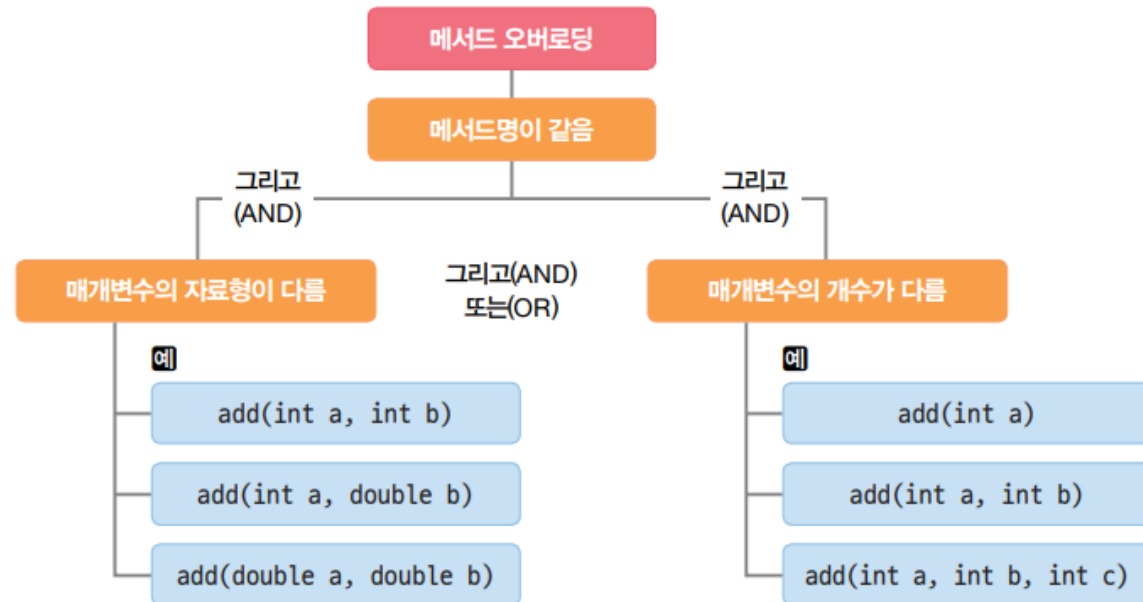 메서드 오버로딩
메서드명이 같음
그리고
(AND)
그리고
(AND)
매개변수의 자료형이 다름
그리고(AND)
또는(OR)
매개변수의 개수가 다름
예
add(int a, int b)
add(int a, double b)
add(double a, double b)
예
add(int a)
add(int a, int b)
add(int a, int b, int c)